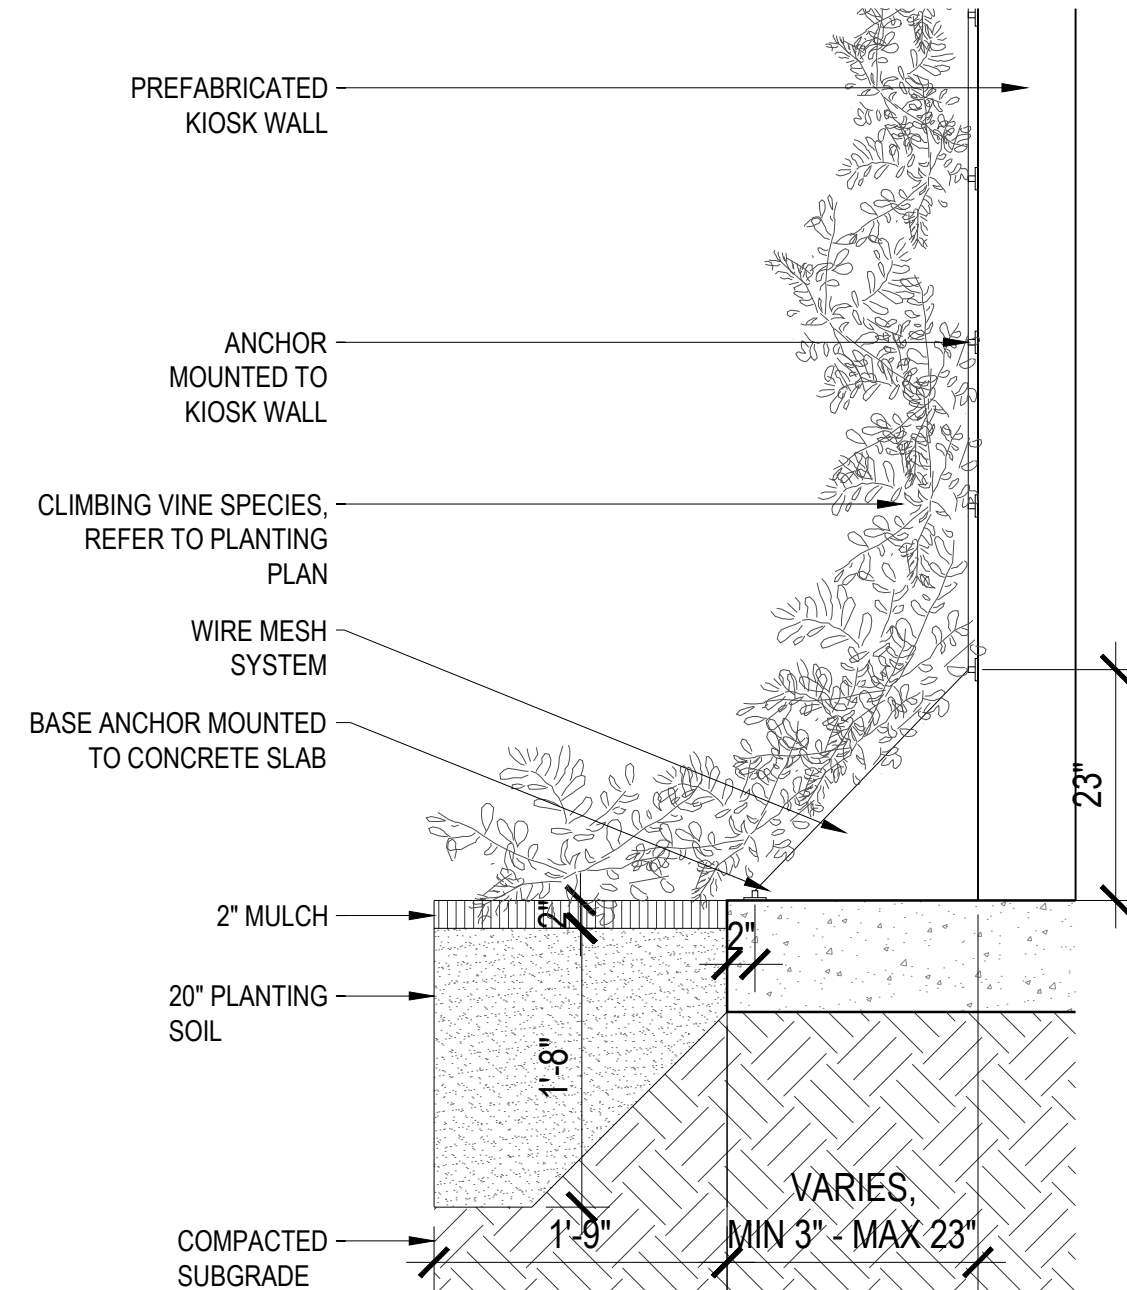 PREFABRICATED
KIOSK WALL
ANCHOR
MOUNTED TO
KIOSK WALL
CLIMBING VINE SPECIES,
REFER TO PLANTING
PLAN
WIRE MESH
SYSTEM
BASE ANCHOR MOUNTED
TO CONCRETE SLAB
23"
2" MULCH
2"
2"
20" PLANTING
SOIL
1'-8"
VARIES,
MIN 3" - MAX 23"
1'-9"
COMPACTED
SUBGRADE